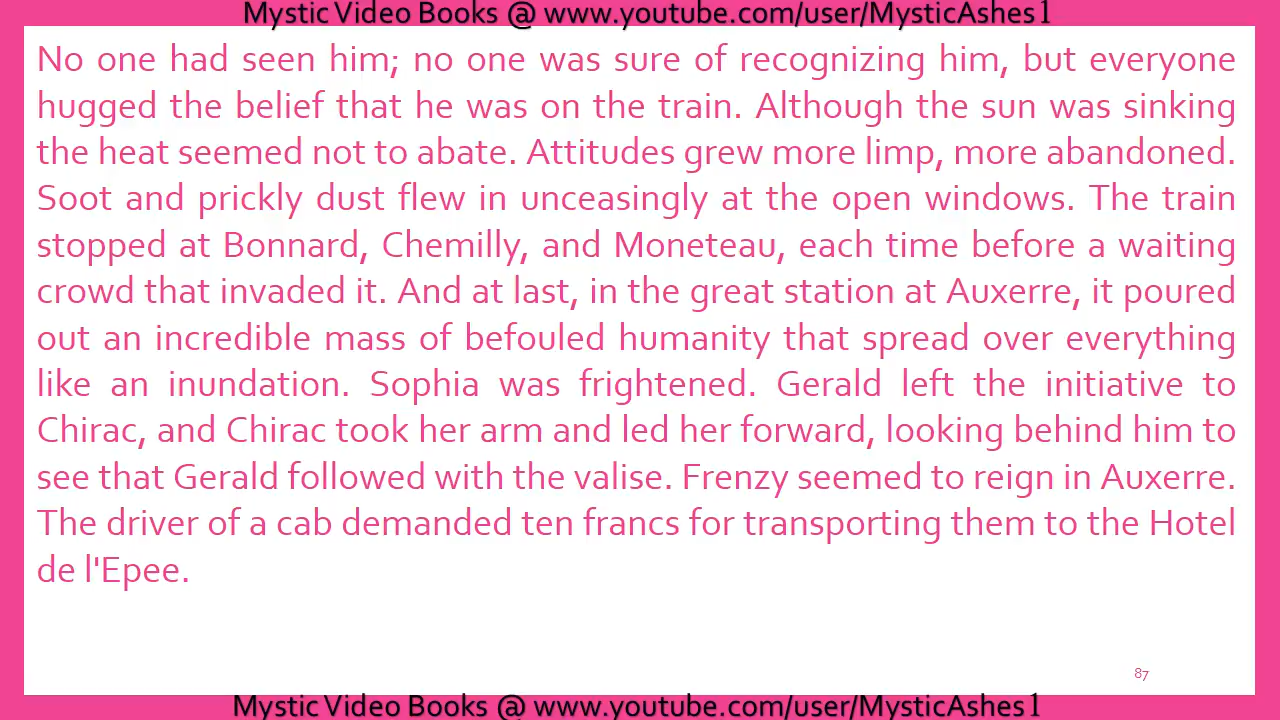 Mystic Video Books @ www.youtube.com/user/MysticAshes1
No one had seen him; no one was sure of recognizing him, but everyone
hugged the belief that he was on the train. Although the sun was sinking
the heat seemed not to abate. Attitudes grew more limp, more abandoned.
Soot and prickly dust flew in unceasingly at the open windows. The train
stopped at Bonnard, Chemilly, and Moneteau, each time before a waiting
crowd that invaded it. And at last, in the great station at Auxerre, it poured
out an incredible mass of befouled humanity that spread over everything
like an inundation. Sophia was frightened. Gerald left the initiative to
Chirac, and Chirac took her arm and led her forward, looking behind him to
see that Gerald followed with the valise. Frenzy seemed to reign in Auxerre.
The driver of a cab demanded ten francs for transporting them to the Hotel
de l'Epee.
87
Mystic Video Books @ www.youtube.com/user/MysticAshes1